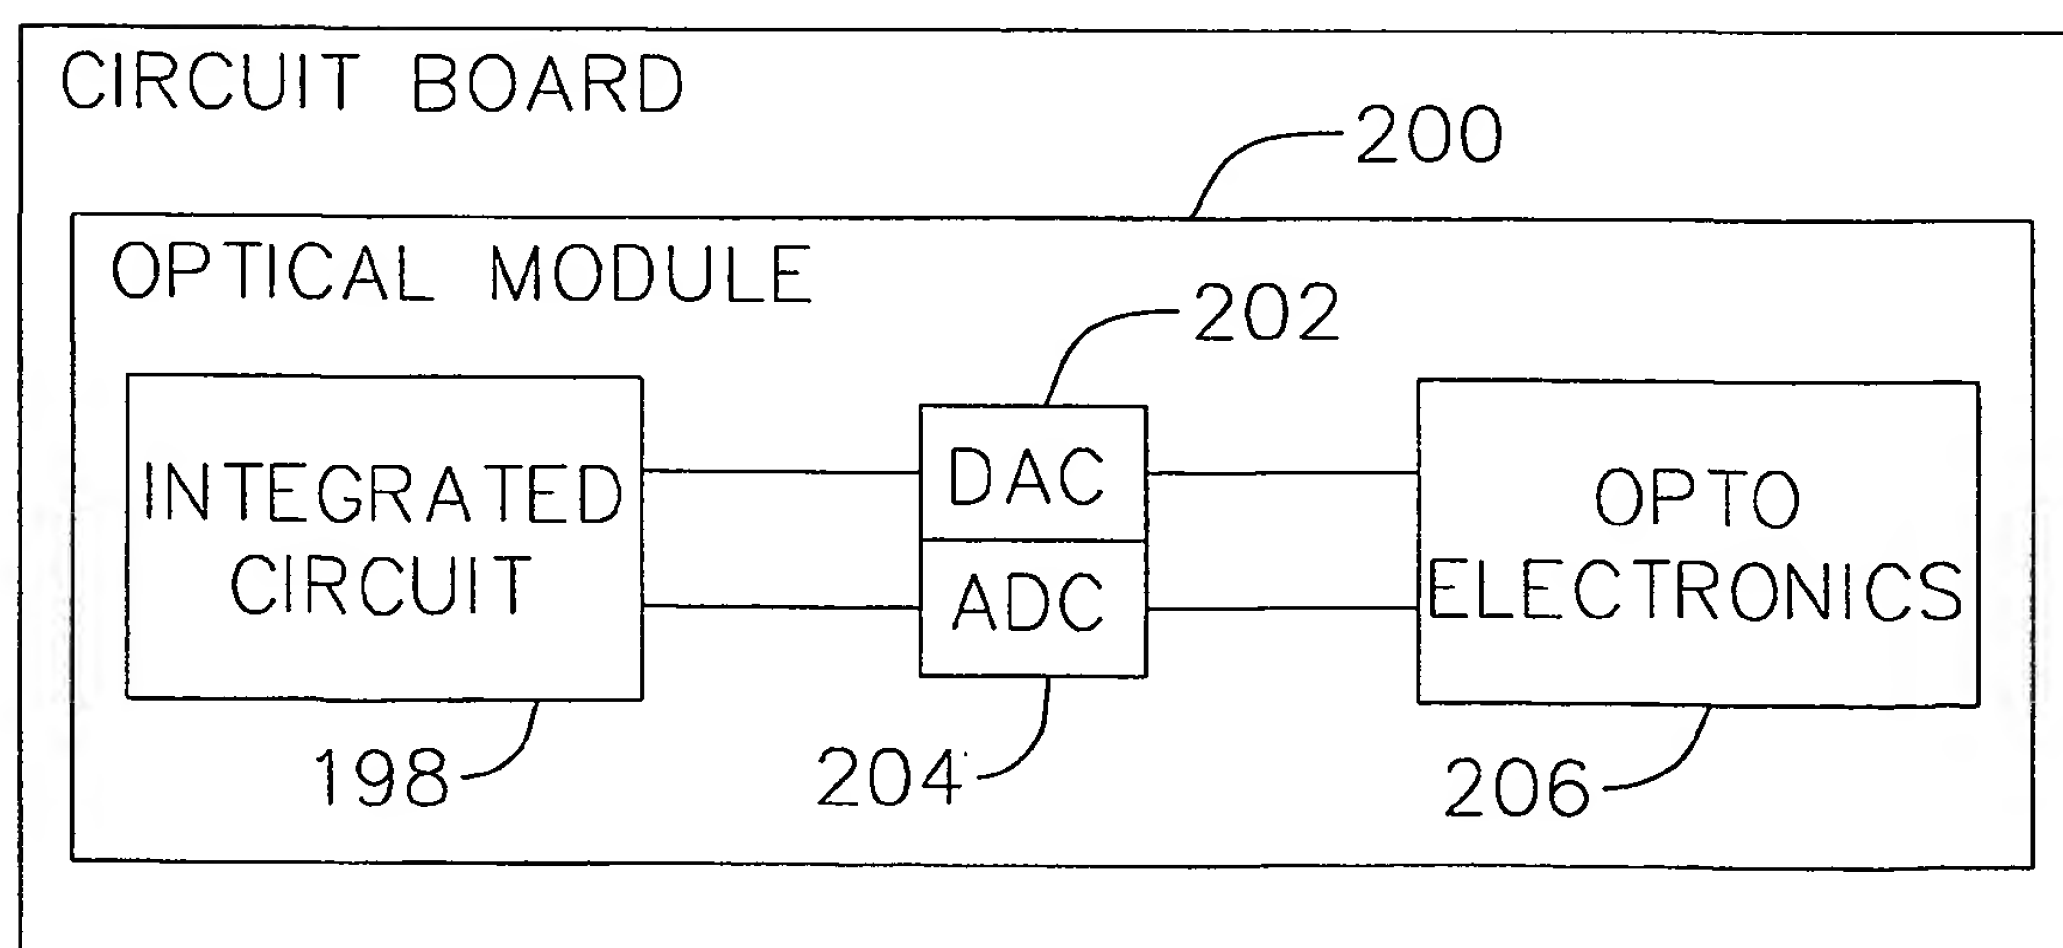 CIRCUIT BOARD
200
OPTICAL MODULE
202
INTEGRATED
CIRCUIT
DAC
ADC
OPTO
ELECTRONICS
198
204
206